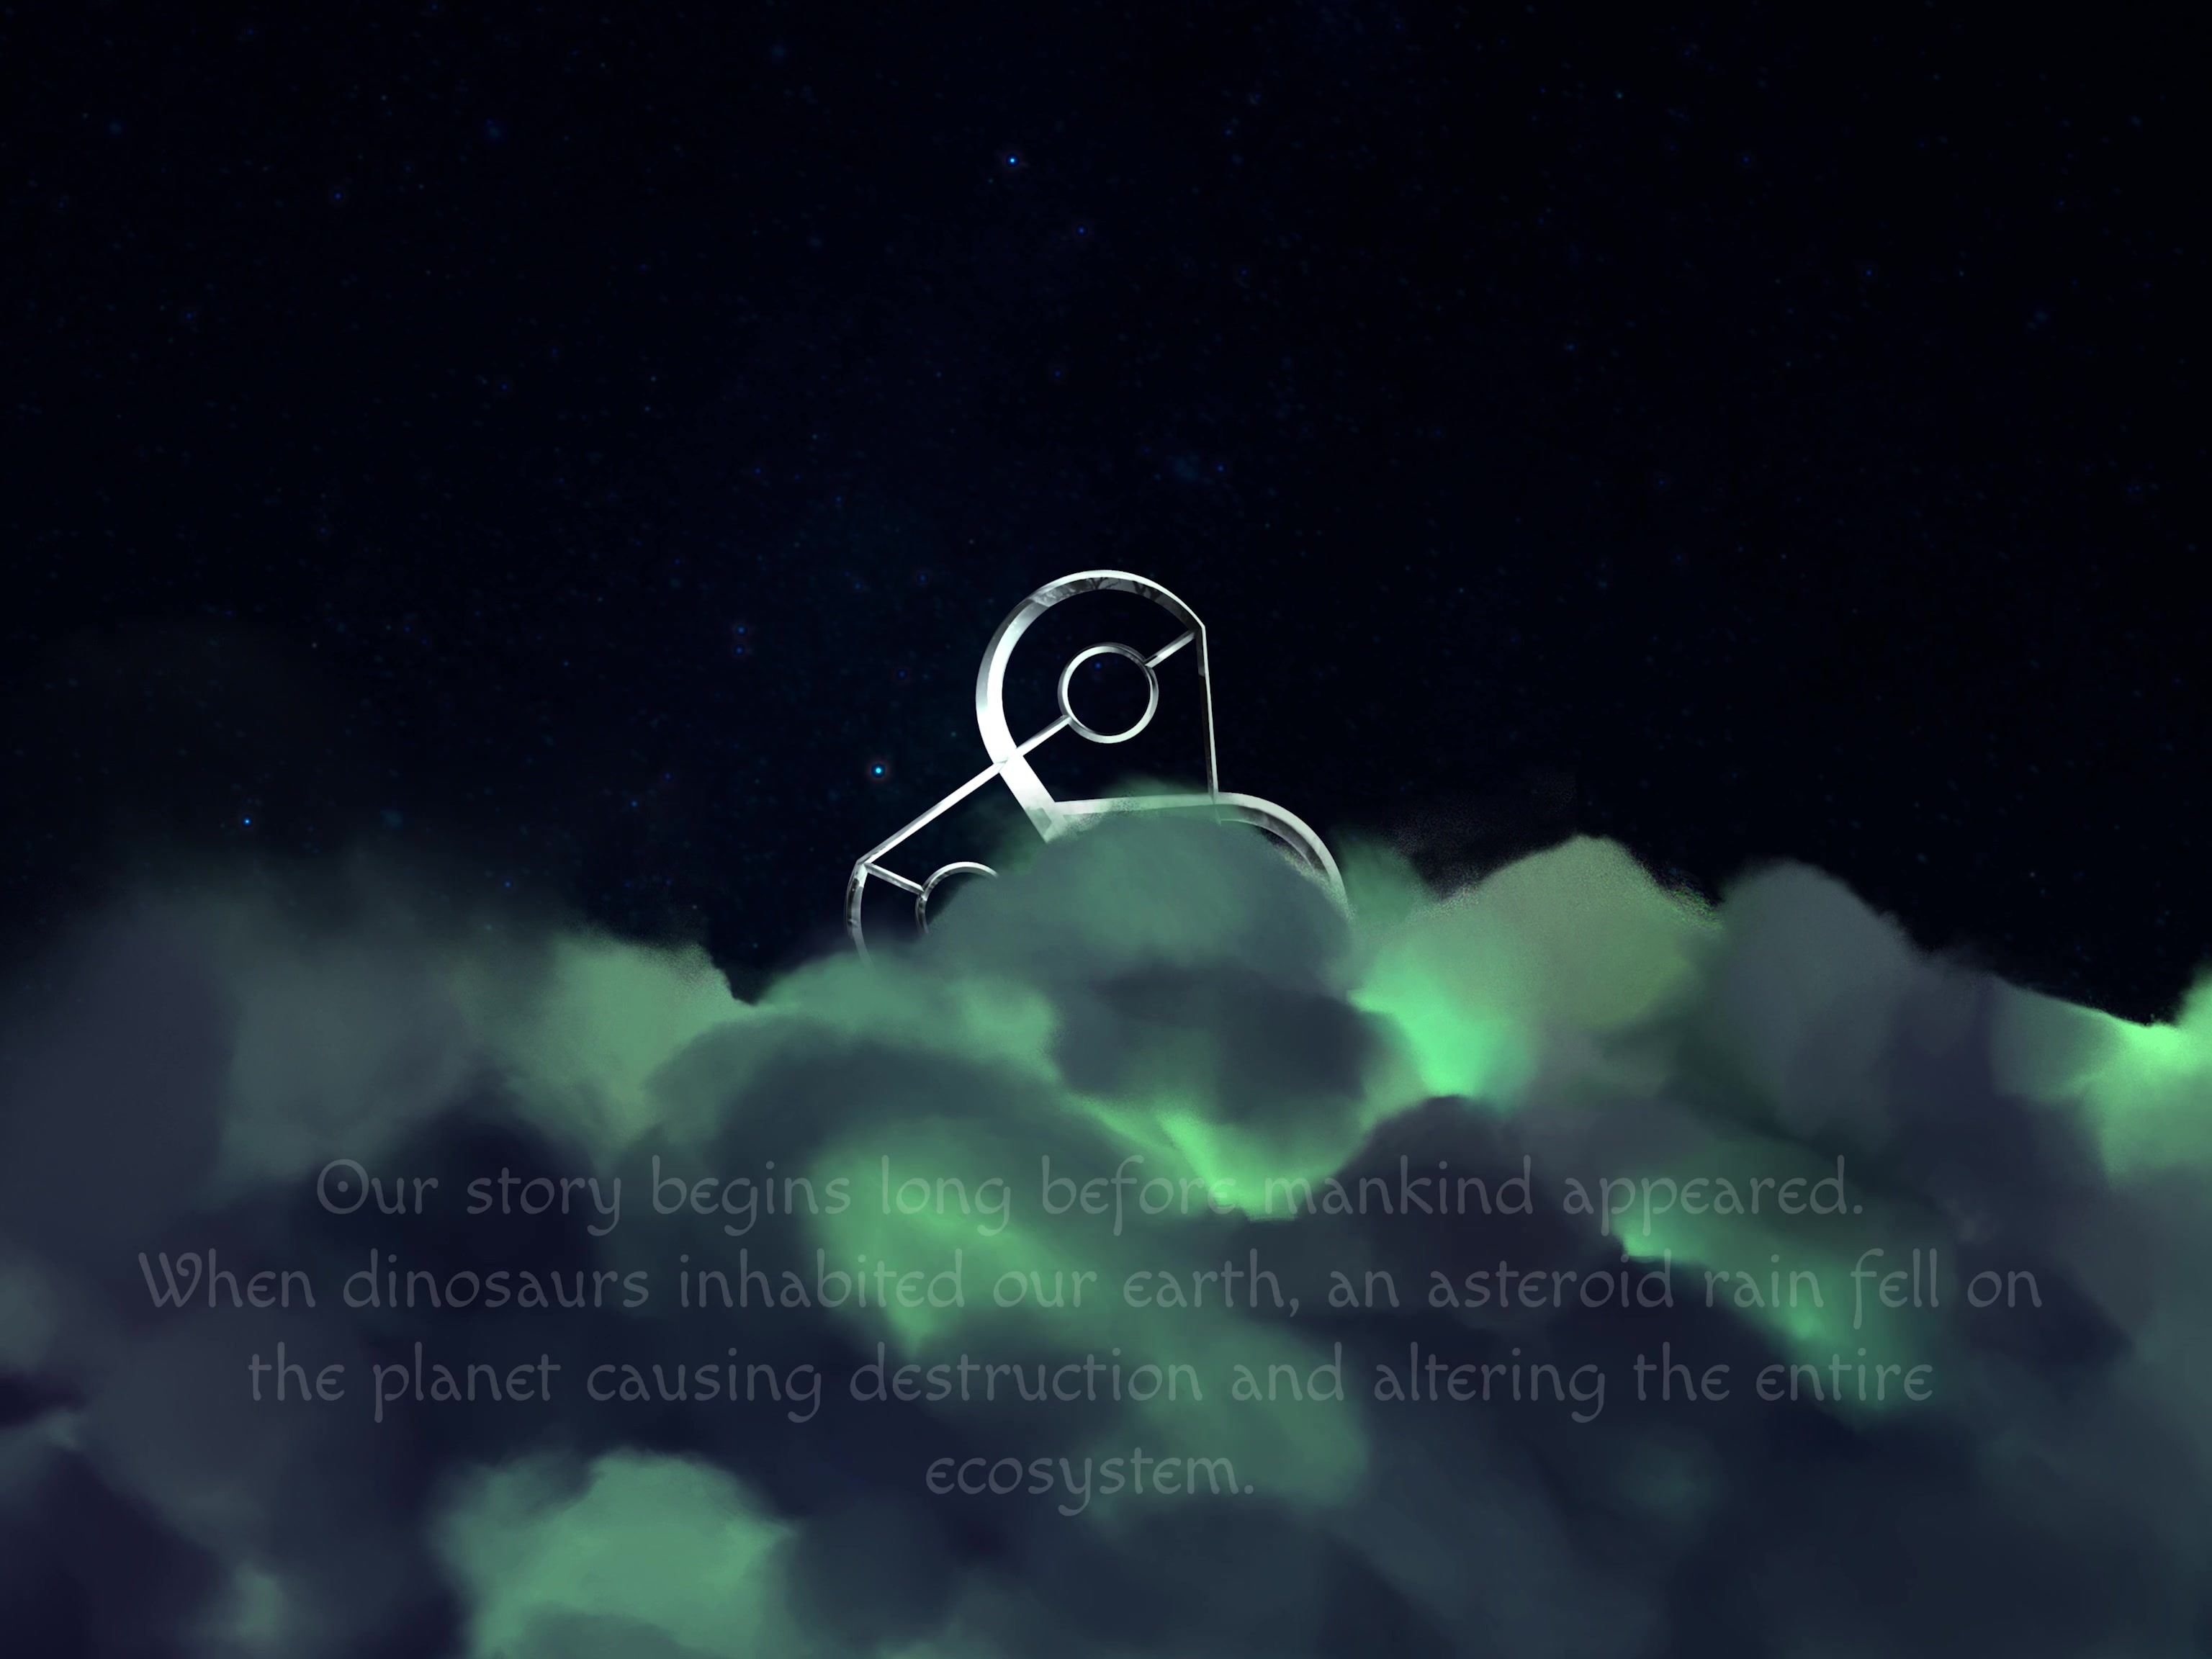 Our story begins long before mankind appeared.
When dinosaurs inhabited our earth, an asteroid rain fell on
the planet causing destruction and altering the entire
ecosystem.